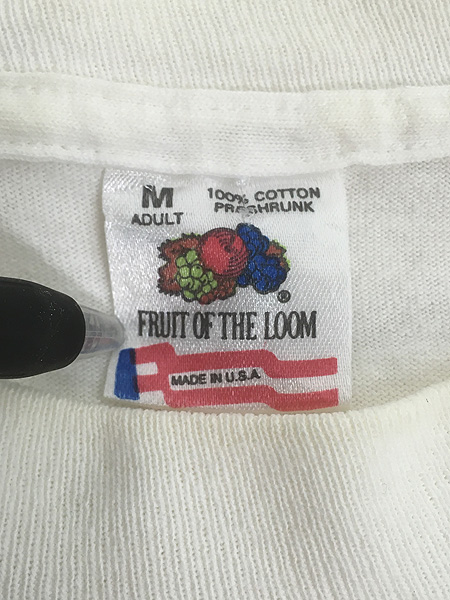 M
ADULT
100% COTTON
PRESHRUNK
®
FRUIT OF THE LOOM
MADE IN U.S.A.